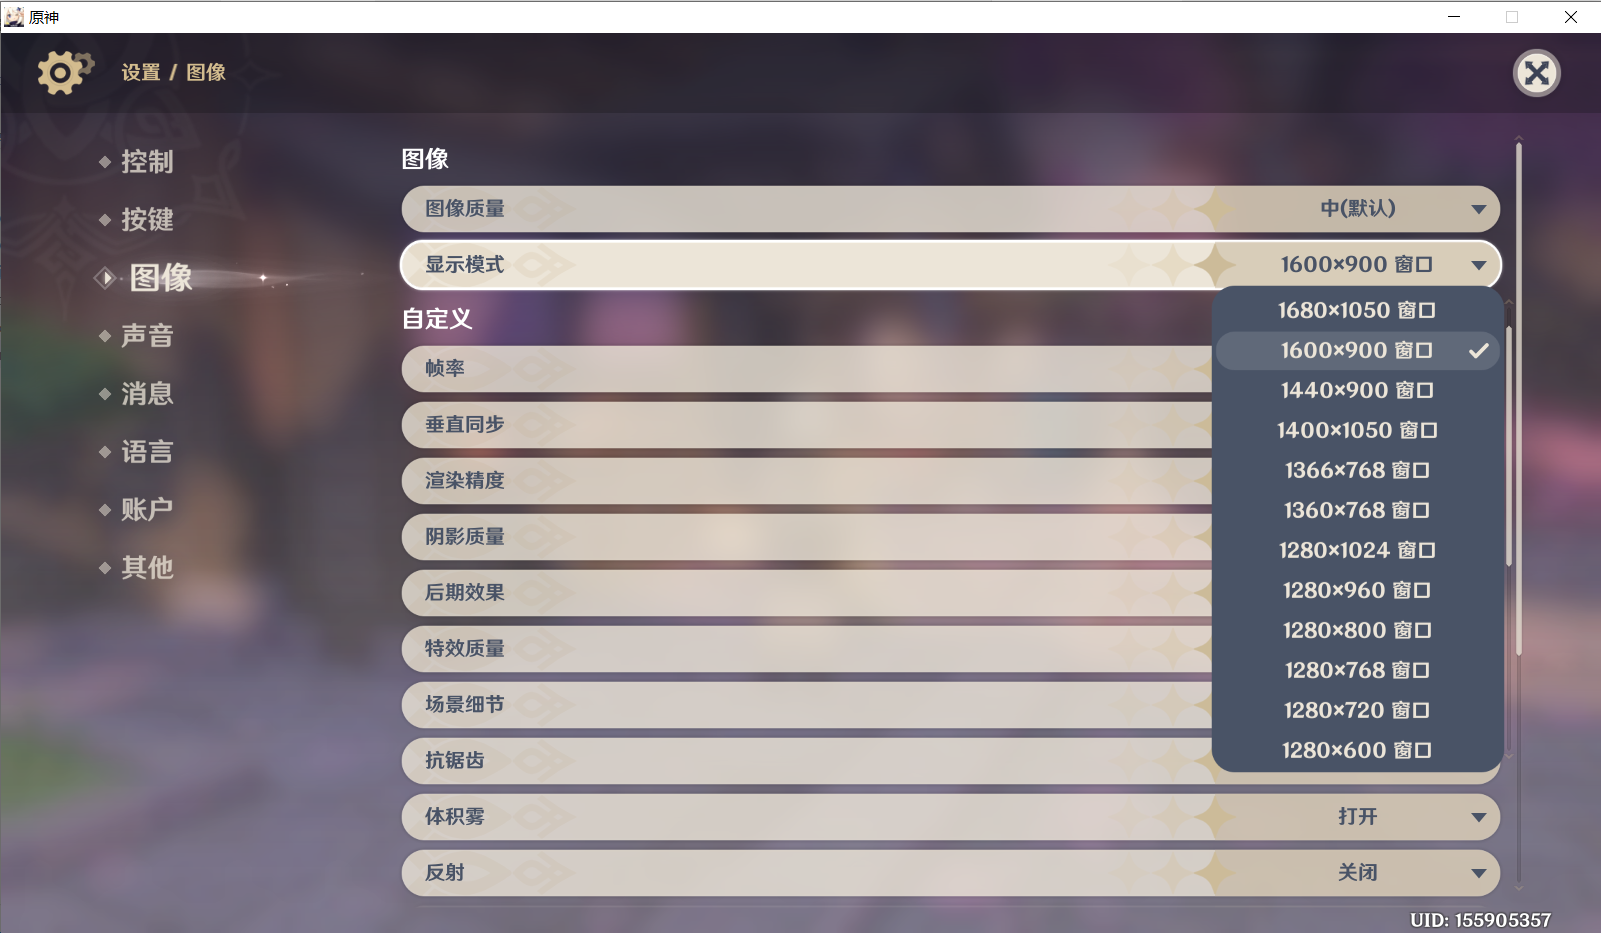 原神
设置 / 图像
控制
按键
图像
声音
消息
语言
账户
其他
图像
图像质量 中(默认)
显示模式 1600×900 窗口
自定义
帧率
垂直同步
渲染精度
阴影质量
后期效果
特效质量
场景细节
抗锯齿
体积雾 打开
反射 关闭
1680×1050 窗口
1600×900 窗口
1440×900 窗口
1400×1050 窗口
1366×768 窗口
1360×768 窗口
1280×1024 窗口
1280×960 窗口
1280×800 窗口
1280×768 窗口
1280×720 窗口
1280×600 窗口
UID: 155905357